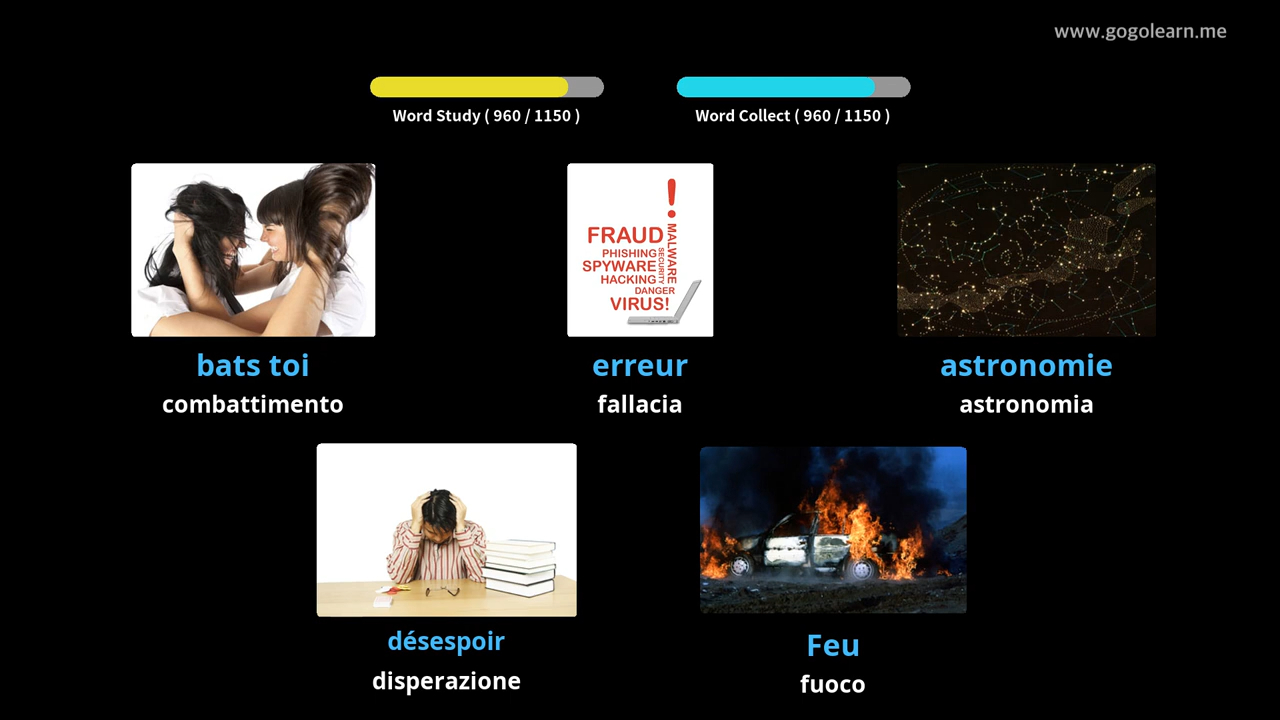 www.gogolearn.me
Word Study ( 960 / 1150 )
Word Collect ( 960 / 1150 )
!
FRAUD
PHISHING
SPYWARE
HACKING
DANGER
VIRUS!
MALWARE
SECURITY
bats toi
erreur
astronomie
combattimento
fallacia
astronomia
désespoir
Feu
disperazione
fuoco